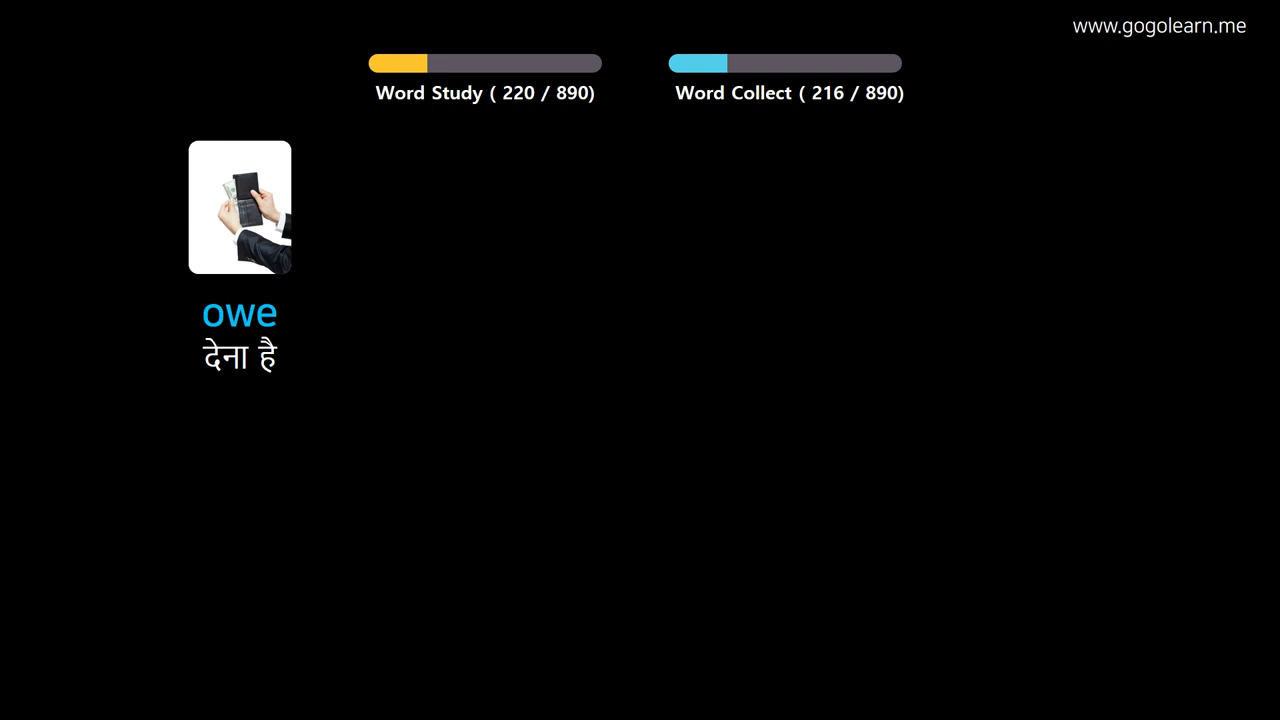 www.gogolearn.me
Word Study ( 220 / 890)
Word Collect ( 216 / 890)
owe
देना है